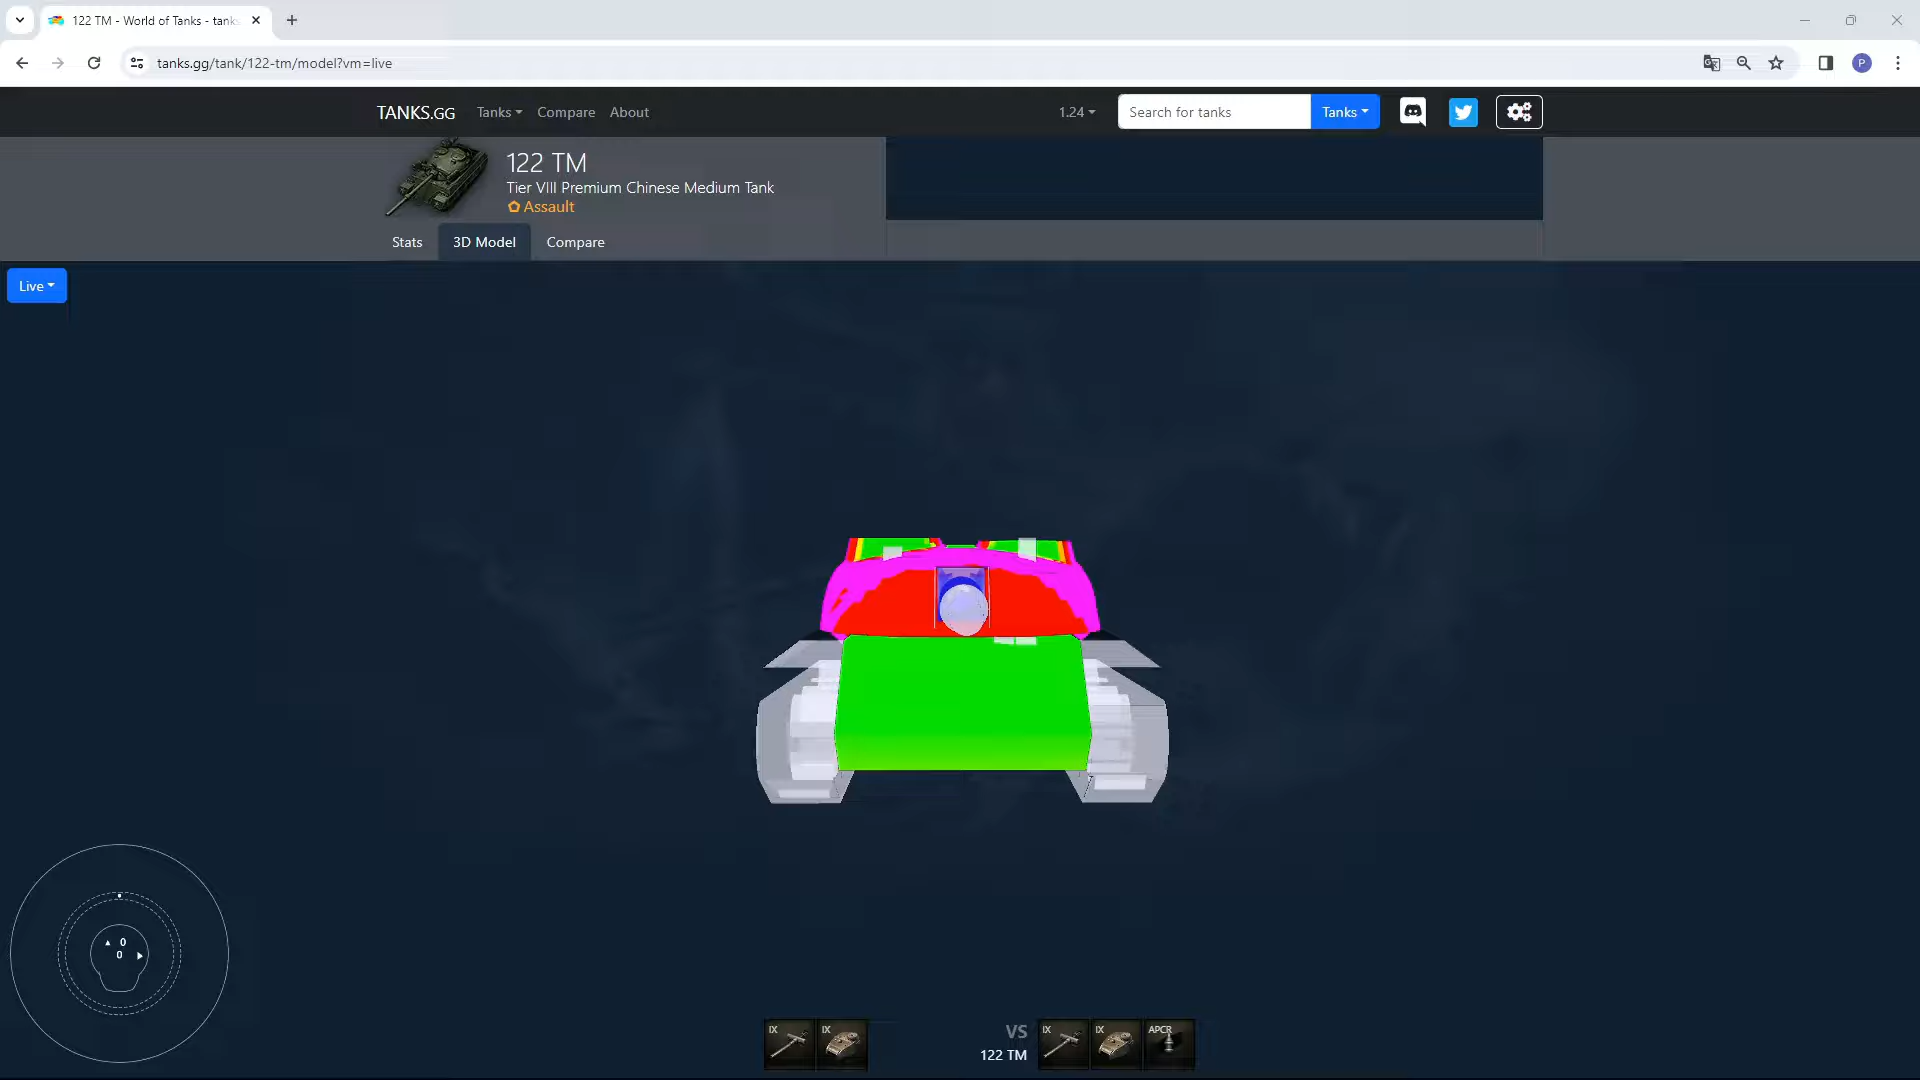 122 TM - World of Tanks - tanks
tanks.gg/tank/122-tm/model?vm=live
P
TANKS.GG
Tanks
Compare
About
1.24
Search for tanks
Tanks
122 TM
Tier VIII Premium Chinese Medium Tank
Assault
Stats
3D Model
Compare
Live
0
0
IX
IX
VS
122 TM
IX
IX
APCR